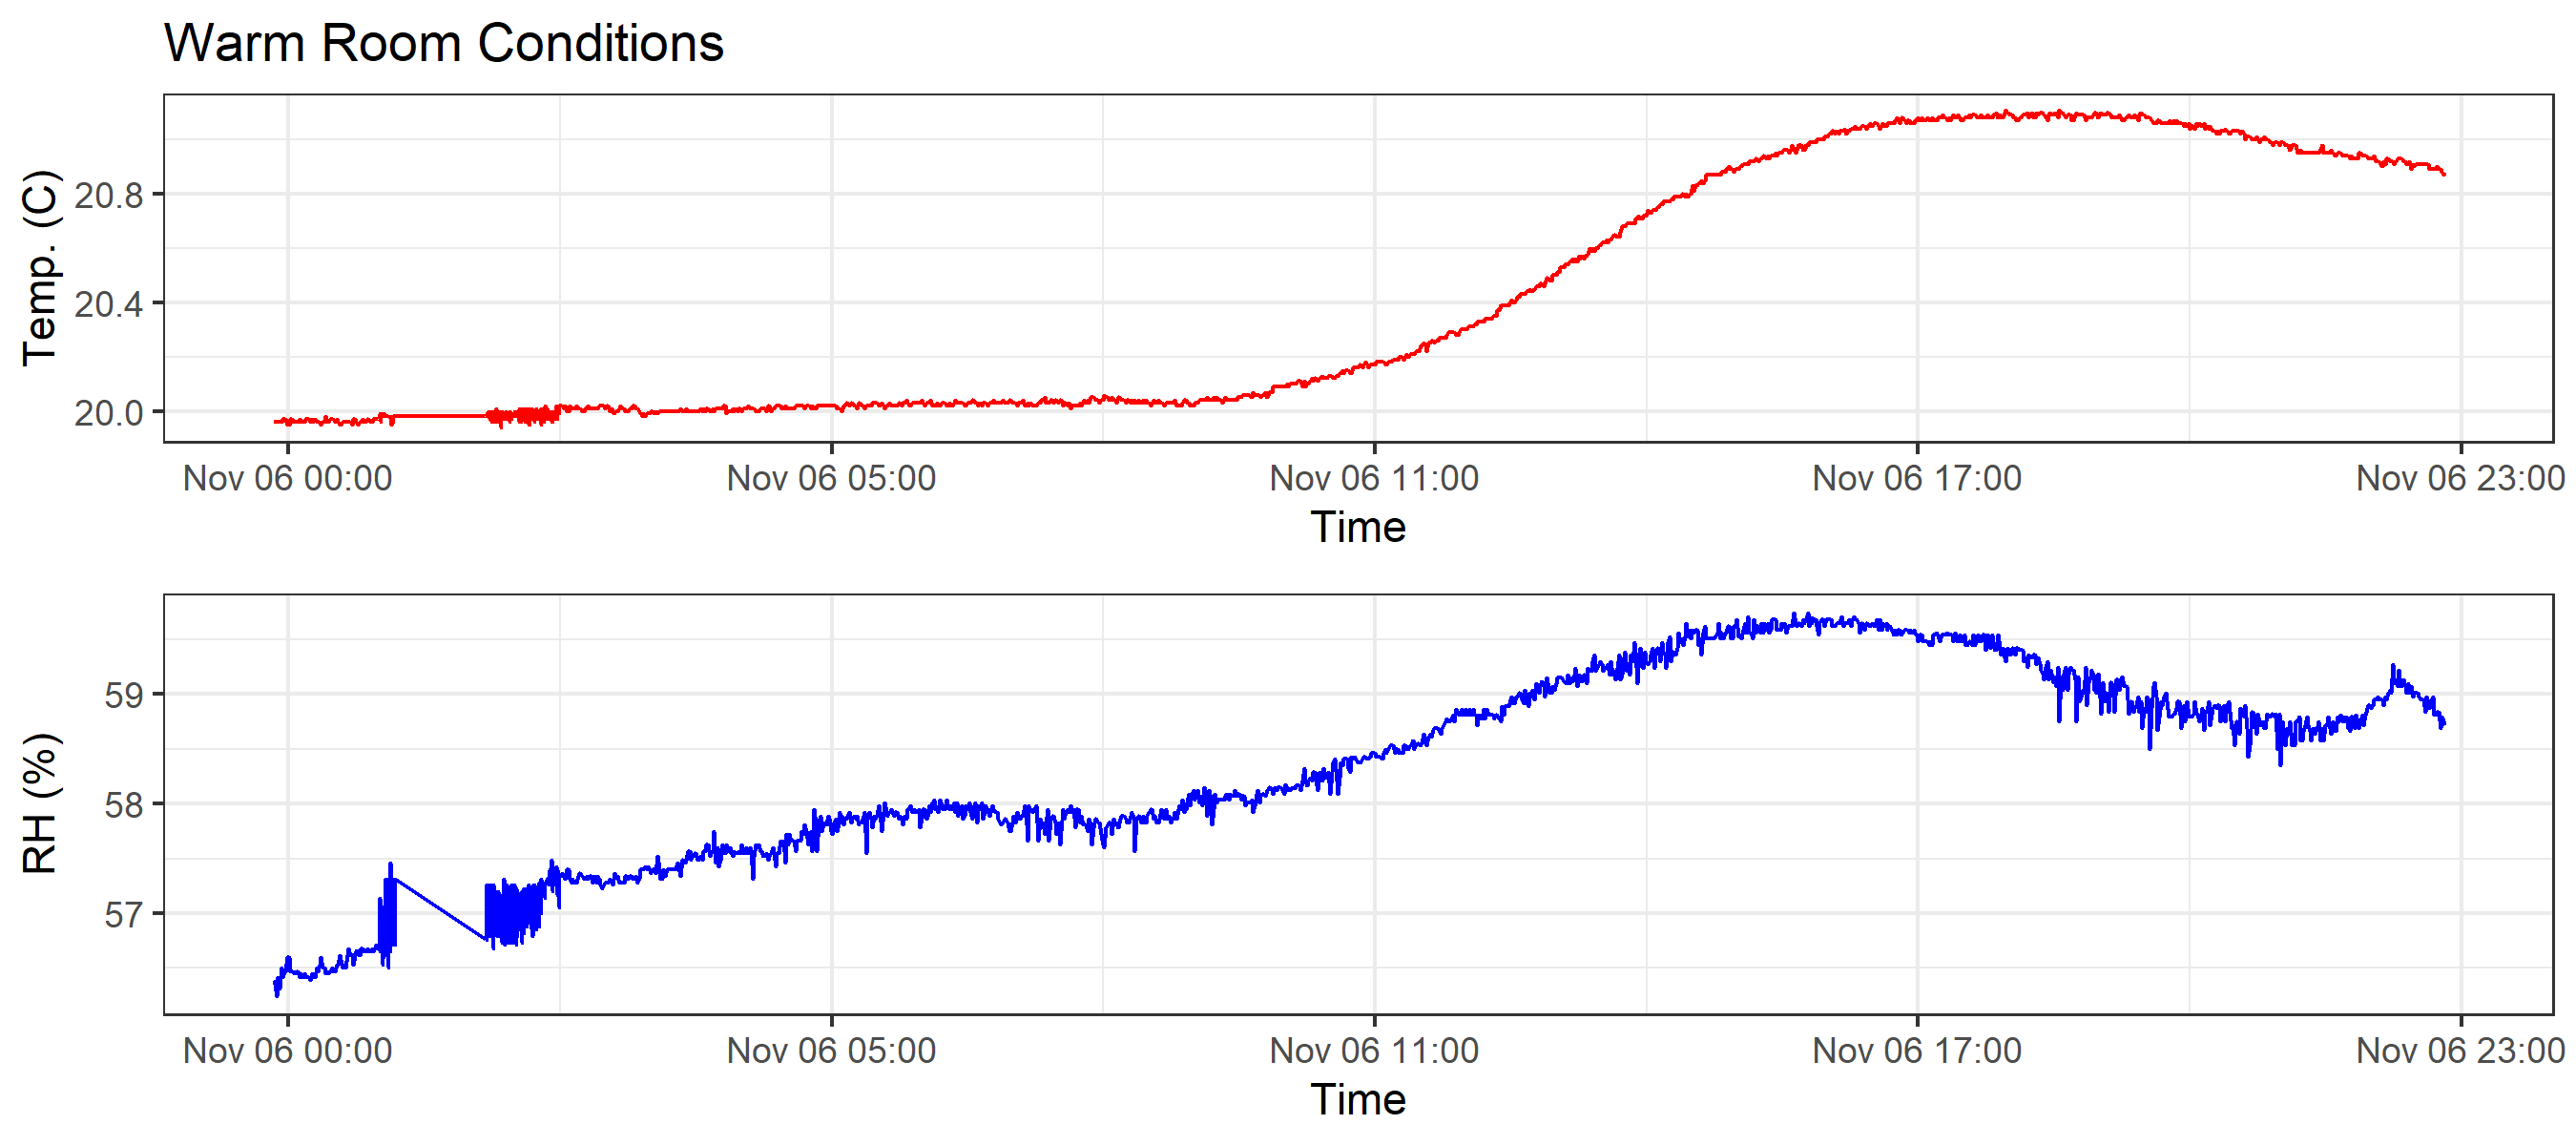 Warm Room Conditions
Temp. (C)
20.8
20.4
20.0
Nov 06 00:00 Nov 06 05:00 Nov 06 11:00 Nov 06 17:00 Nov 06 23:00
Time
RH (%)
59
58
57
Nov 06 00:00 Nov 06 05:00 Nov 06 11:00 Nov 06 17:00 Nov 06 23:00
Time